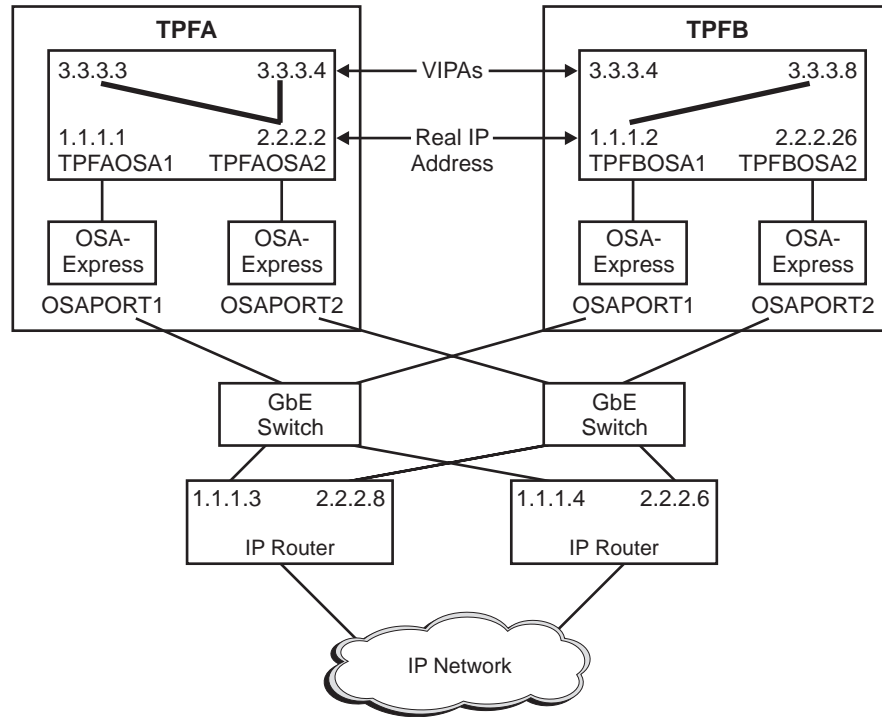 TPFA
TPFB
3.3.3.3
3.3.3.4
VIPAs
3.3.3.4
3.3.3.8
1.1.1.1
2.2.2.2
Real IP
Address
1.1.1.2
2.2.2.26
TPFAOSA1
TPFAOSA2
TPFBOSA1
TPFBOSA2
OSA-
Express
OSA-
Express
OSA-
Express
OSA-
Express
OSAPORT1
OSAPORT2
OSAPORT1
OSAPORT2
GbE
Switch
GbE
Switch
1.1.1.3
2.2.2.8
1.1.1.4
2.2.2.6
IP Router
IP Router
IP Network